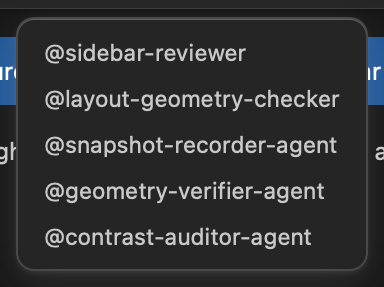 @sidebar-reviewer
@layout-geometry-checker
@snapshot-recorder-agent
@geometry-verifier-agent
@contrast-auditor-agent